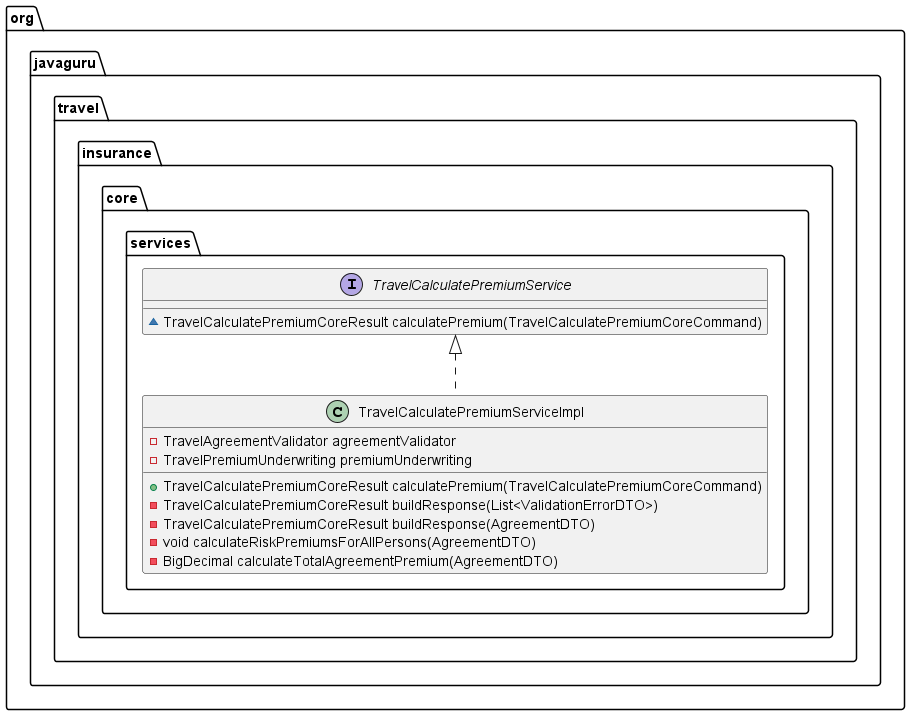 org
javaguru
travel
insurance
core
services
I TravelCalculatePremiumService
TravelCalculatePremiumCoreResult calculatePremium(TravelCalculatePremiumCoreCommand)
C TravelCalculatePremiumServiceImpl
TravelAgreementValidator agreementValidator
TravelPremiumUnderwriting premiumUnderwriting
TravelCalculatePremiumCoreResult calculatePremium(TravelCalculatePremiumCoreCommand)
TravelCalculatePremiumCoreResult buildResponse(List<ValidationErrorDTO>)
TravelCalculatePremiumCoreResult buildResponse(AgreementDTO)
void calculateRiskPremiumsForAllPersons(AgreementDTO)
BigDecimal calculateTotalAgreementPremium(AgreementDTO)